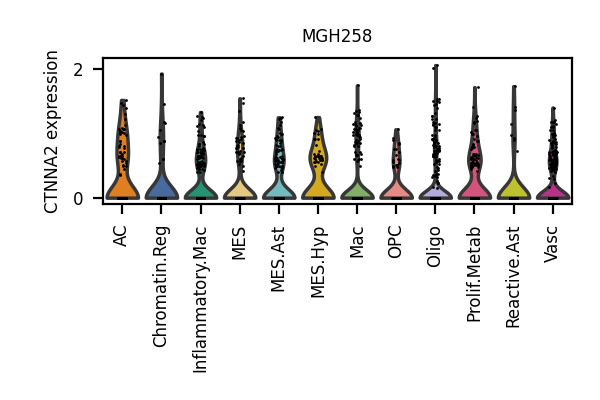 MGH258
CTNNA2 expression
2
0
AC
Chromatin.Reg
Inflammatory.Mac
MES
MES.Ast
MES.Hyp
Mac
OPC
Oligo
Prolif.Metab
Reactive.Ast
Vasc